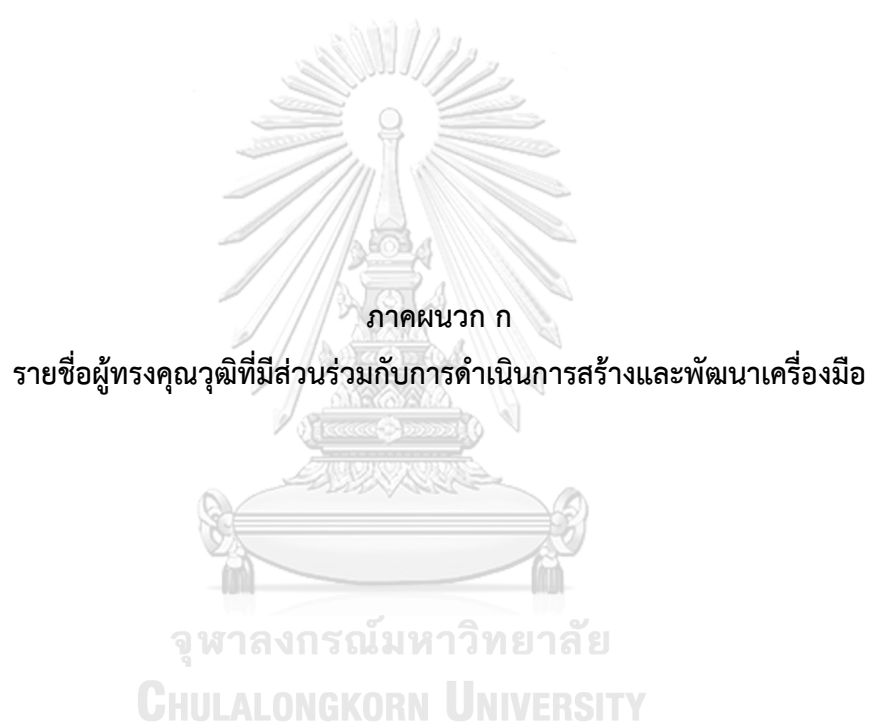 ภาคผนวก ก
รายชื่อผู้ทรงคุณวุฒิที่มีส่วนร่วมกับการดำเนินการสร้างและพัฒนาเครื่องมือ
จุฬาลงกรณ์มหาวิทยาลัย
CHULALONGKORN UNIVERSITY